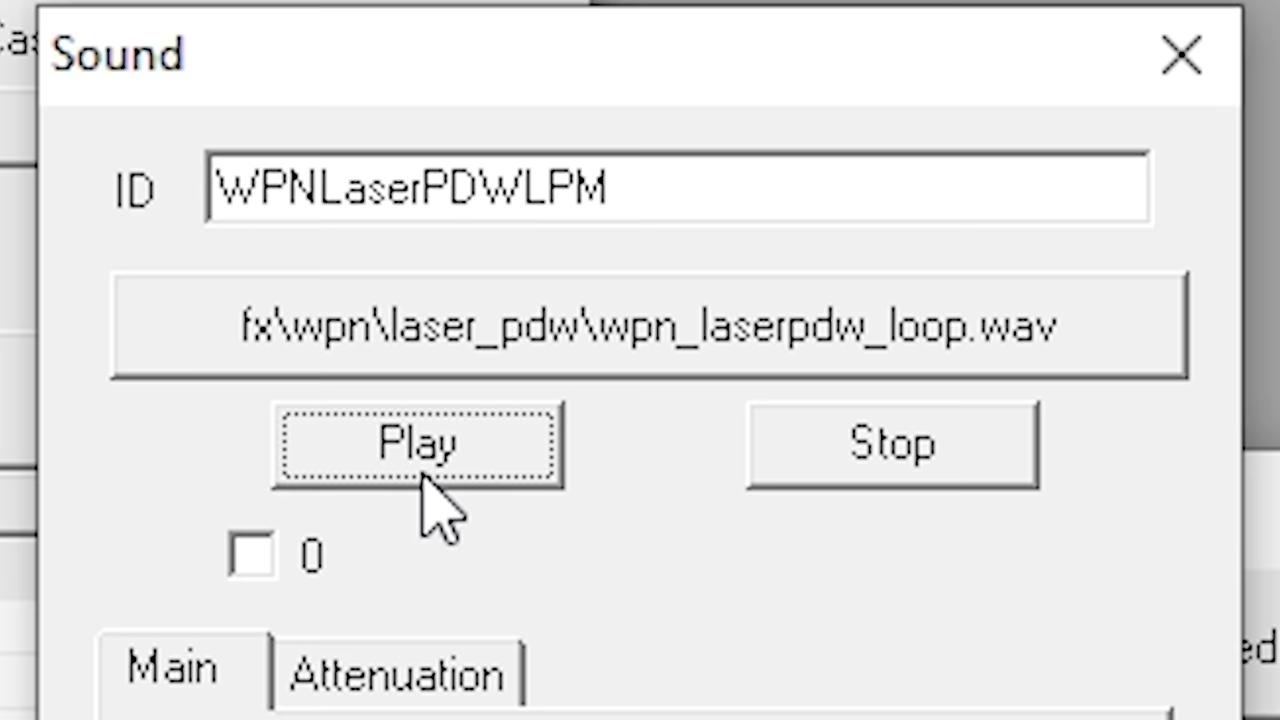 Sound
ID WPNLaserPDWLPM
fx\wpn\laser_pdw\wpn_laserpdw_loop.wav
Play Stop
0
Main Attenuation